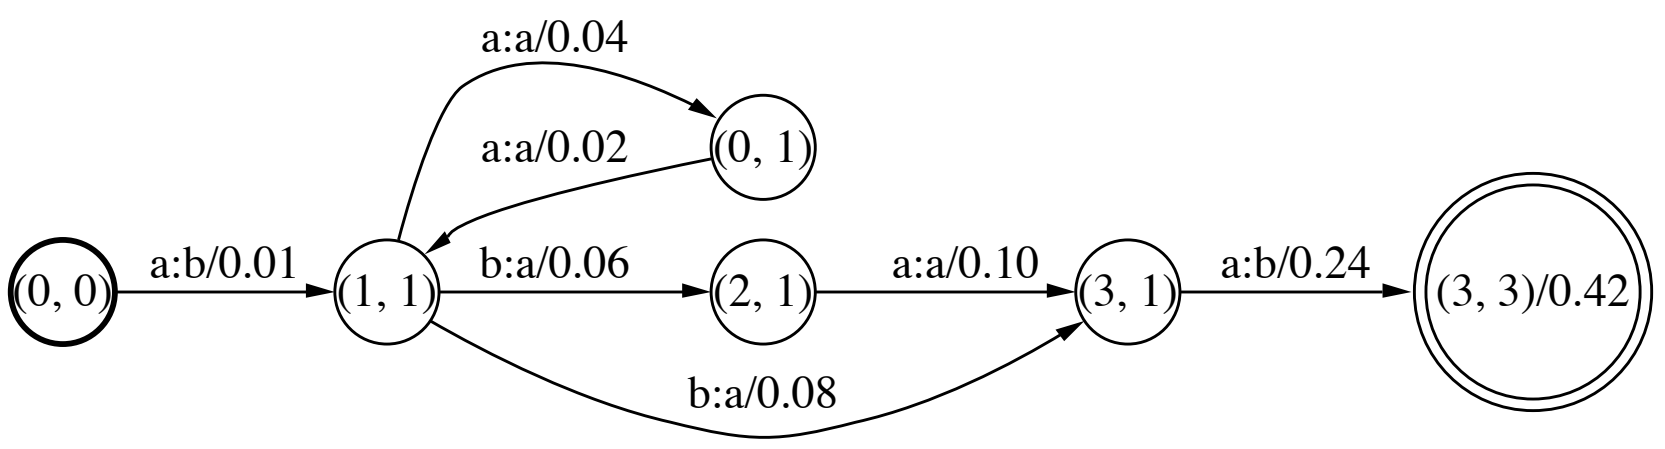 a:a/0.04
(0, 1)
a:a/0.02
(0, 0)
a:b/0.01
(1, 1)
b:a/0.06
(2, 1)
a:a/0.10
(3, 1)
a:b/0.24
(3, 3)/0.42
b:a/0.08